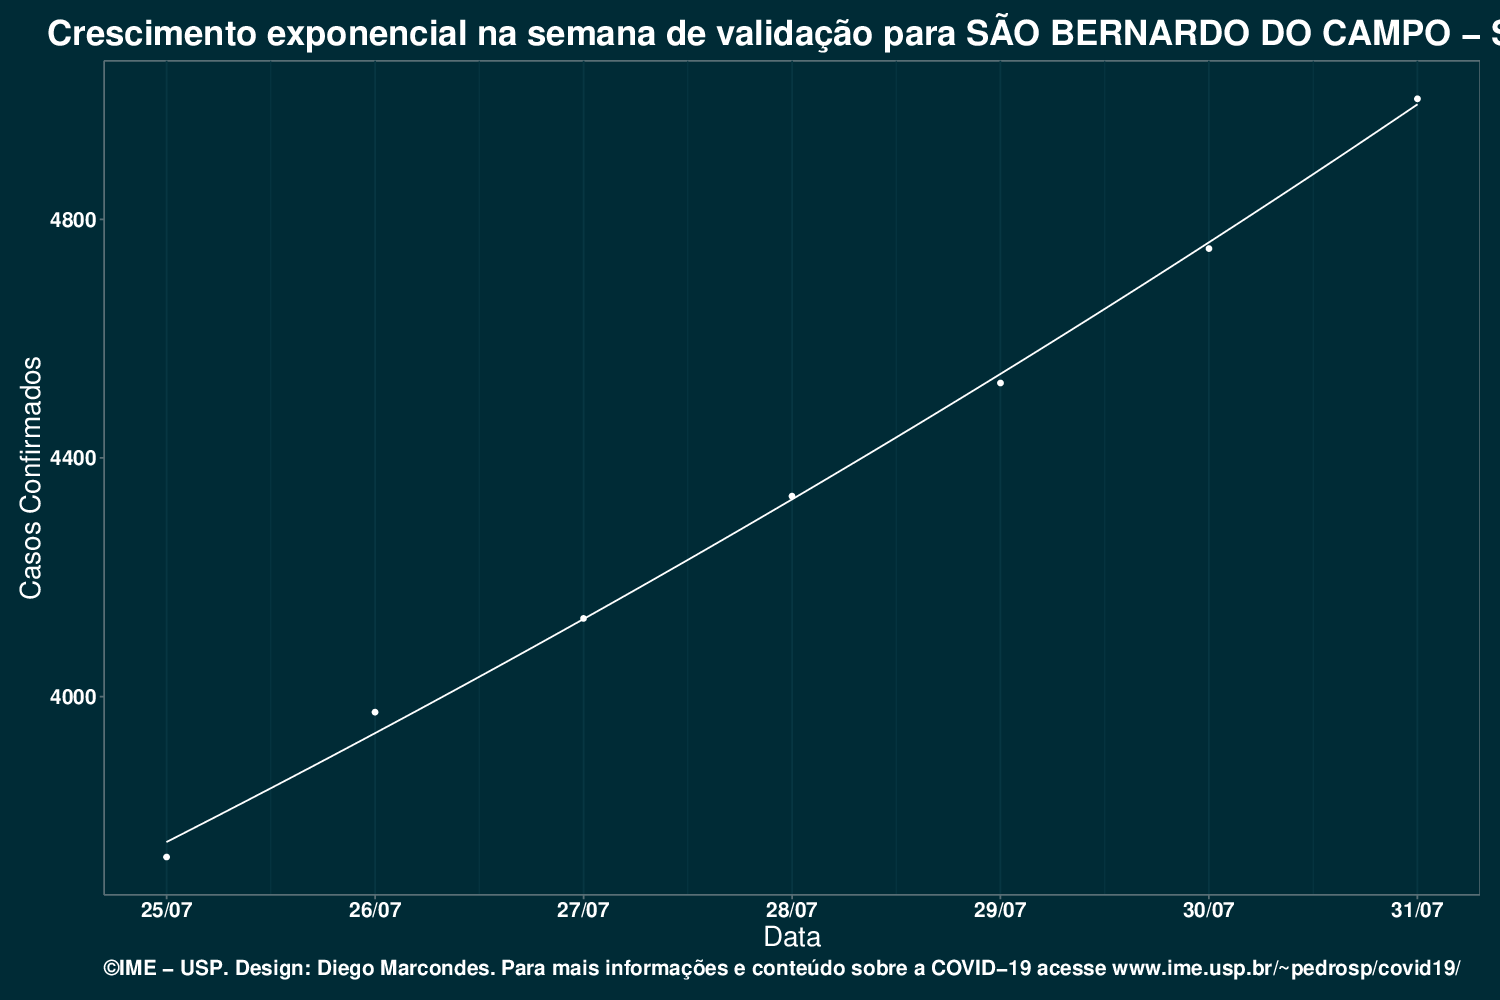 Crescimento exponencial na semana de validação para SÃO BERNARDO DO CAMPO –
4800
4400
4000
Casos Confirmados
25/07 26/07 27/07 28/07 29/07 30/07 31/07
Data
©IME – USP. Design: Diego Marcondes. Para mais informações e conteúdo sobre a COVID–19 acesse www.ime.usp.br/~pedrosp/covid19/